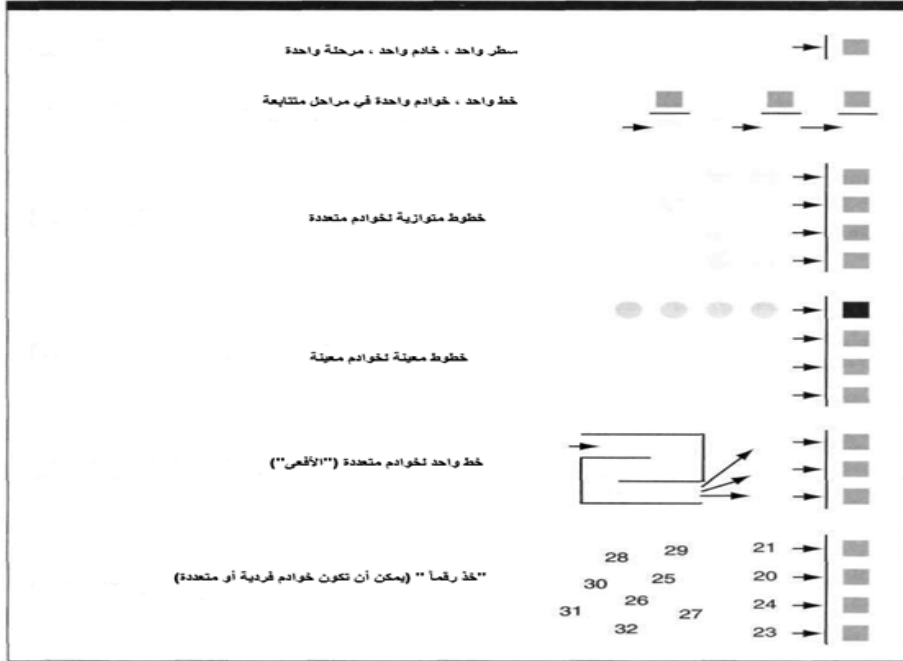 سطر واحد ، خادم واحد ، مرحلة واحدة
خط واحد ، خوادم واحدة في مراحل متتابعة
خطوط متوازية لخوادم متعددة
خطوط معينة لخوادم معينة
خط واحد لخوادم متعددة ("الأفعى")
"خذ رقماً " (يمكن أن تكون خوادم فردية أو متعددة)
21
29
28
20
25
30
24
26
27
31
23
32